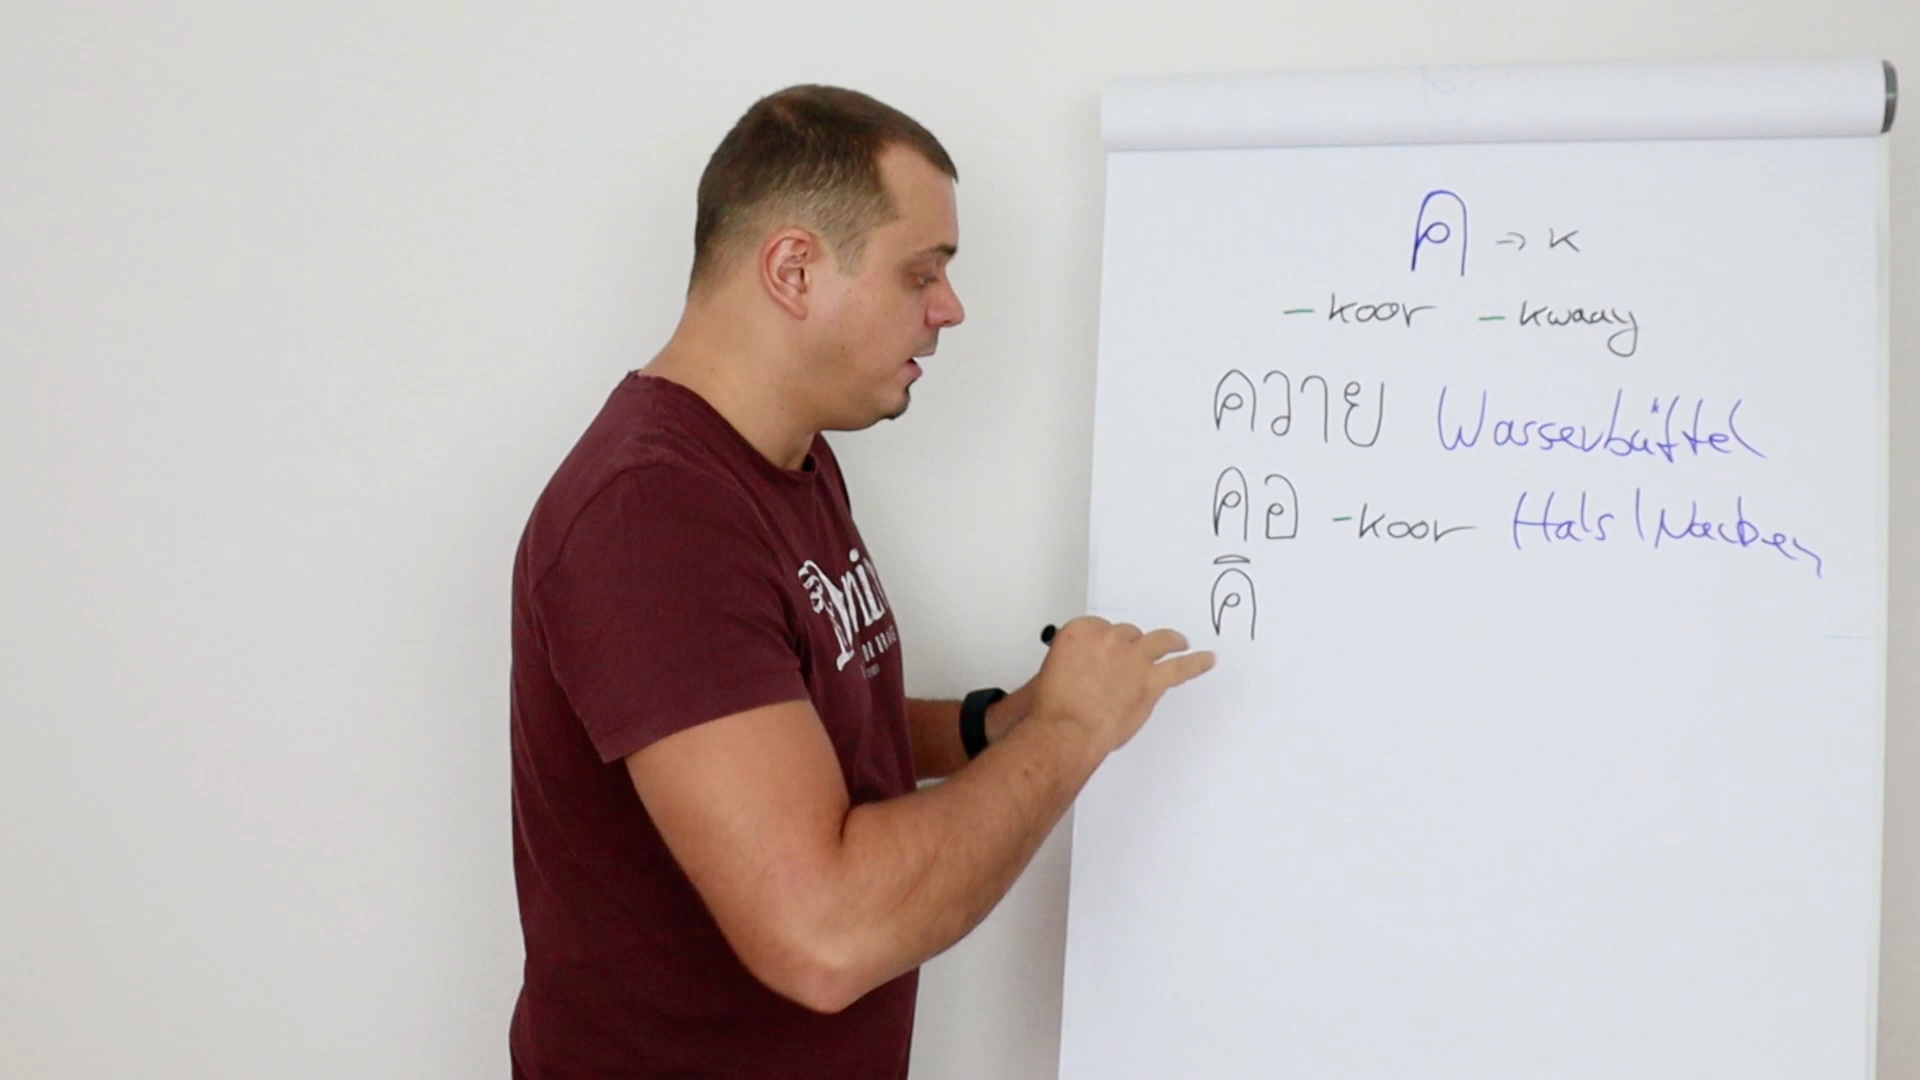 ค → k
- koor - kwaay
ควาย Wasserbüffel
คอ - koor Hals / Nacken
คิ